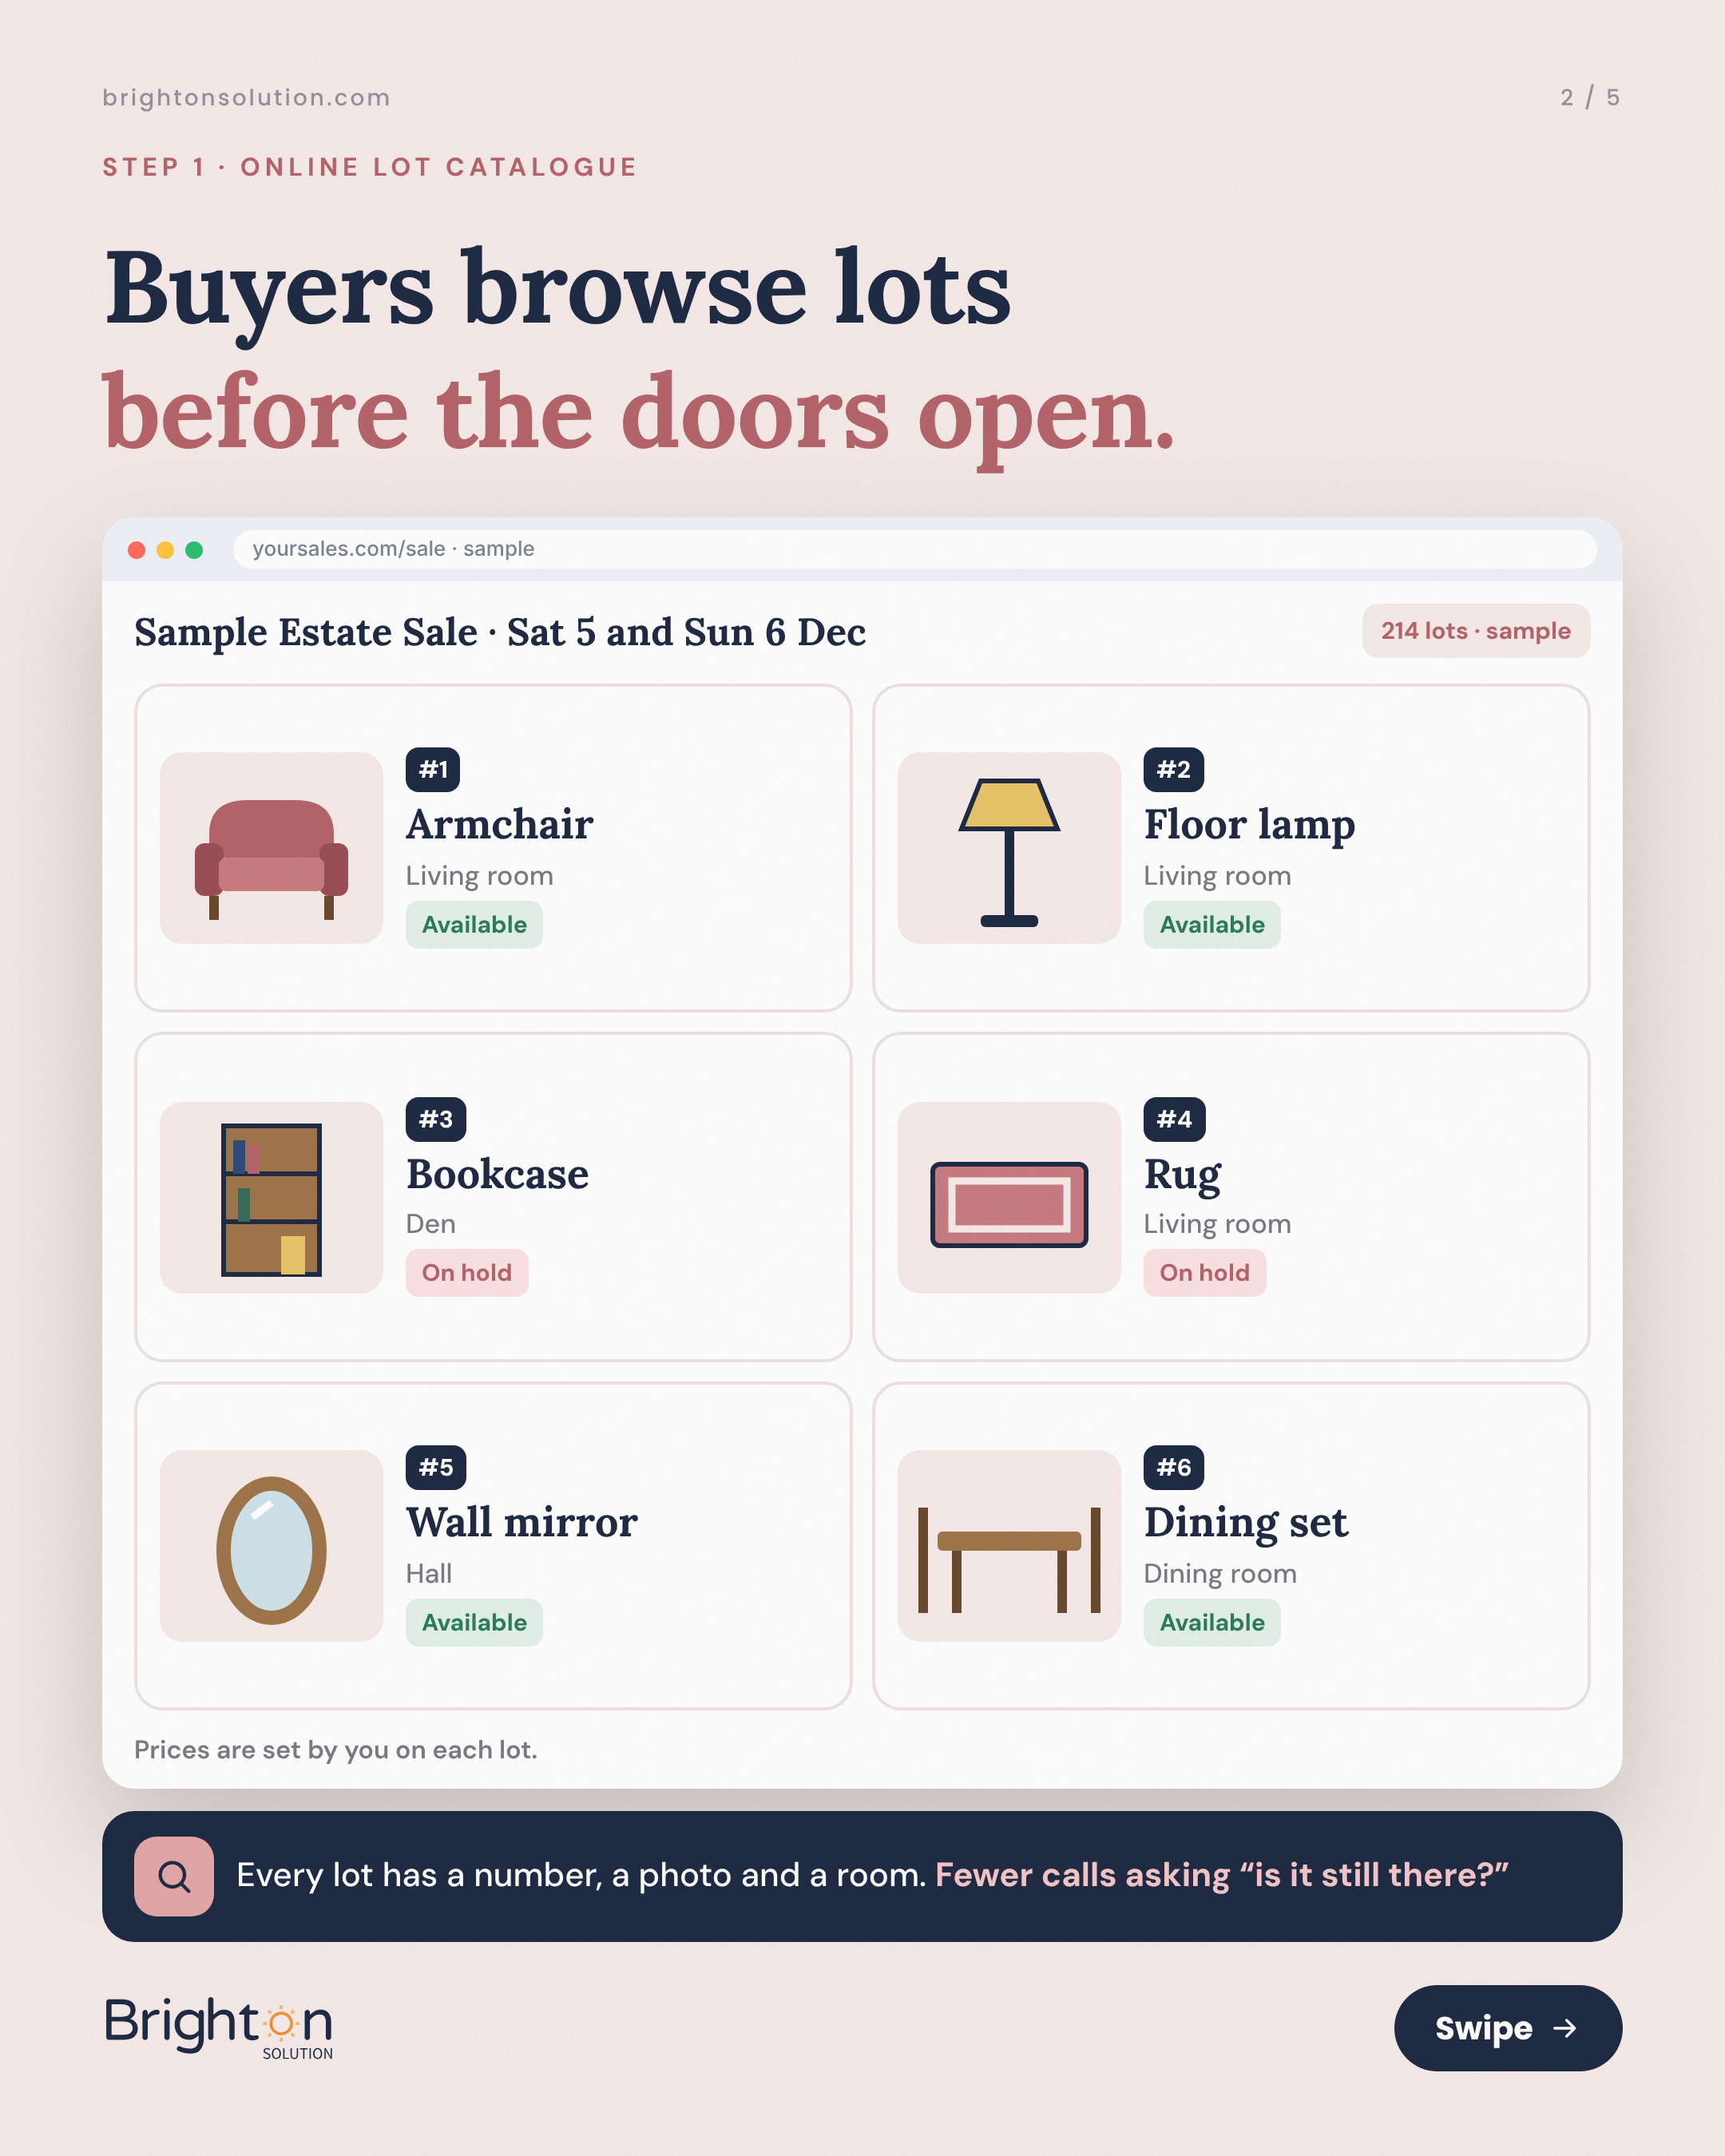 brightonsolution.com
2 / 5
STEP 1 · ONLINE LOT CATALOGUE
Buyers browse lots
before the doors open.
yoursales.com/sale · sample
Sample Estate Sale · Sat 5 and Sun 6 Dec
214 lots · sample
#1
Armchair
Living room
Available
#2
Floor lamp
Living room
Available
#3
Bookcase
Den
On hold
#4
Rug
Living room
On hold
#5
Wall mirror
Hall
Available
#6
Dining set
Dining room
Available
Prices are set by you on each lot.
Every lot has a number, a photo and a room. Fewer calls asking “is it still there?”
Brighton
SOLUTION
Swipe →